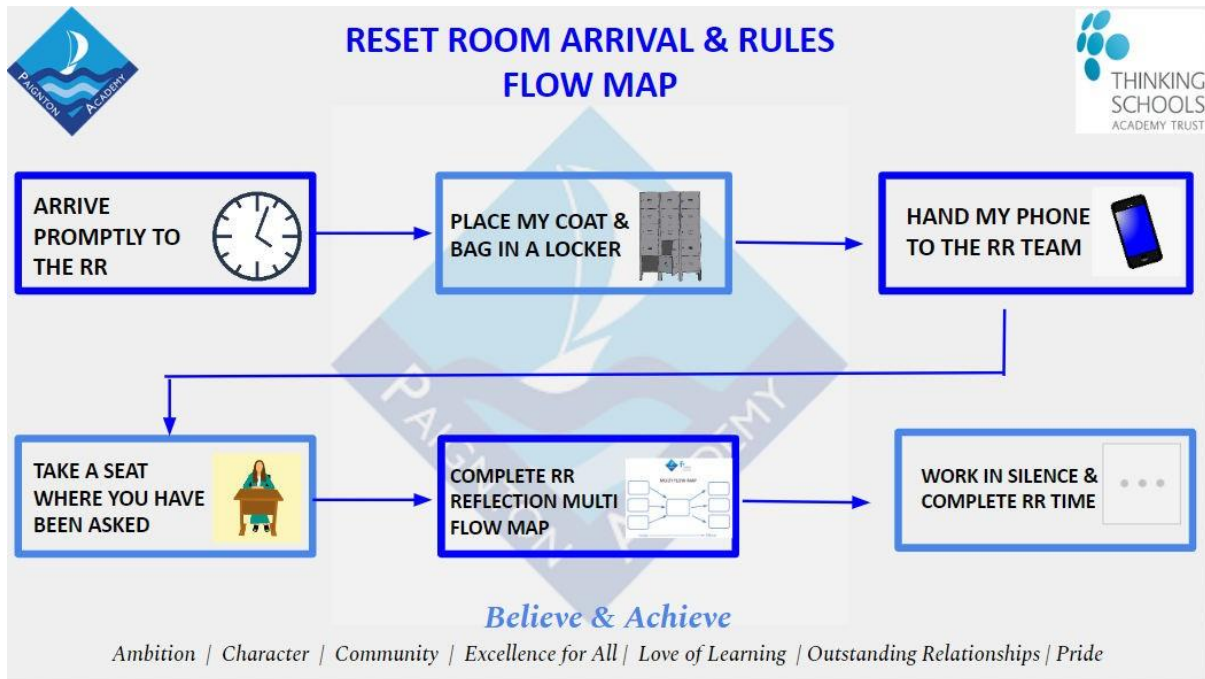 PAIGNTON ACADEMY
RESET ROOM ARRIVAL & RULES
FLOW MAP
THINKING
SCHOOLS
ACADEMY TRUST
ARRIVE
PROMPTLY TO
THE RR
PLACE MY COAT &
BAG IN A LOCKER
HAND MY PHONE
TO THE RR TEAM
TAKE A SEAT
WHERE YOU HAVE
BEEN ASKED
COMPLETE RR
REFLECTION MULTI
FLOW MAP
MULTI FLOW MAP
WORK IN SILENCE &
COMPLETE RR TIME
PAIGNTON ACADEMY
Believe & Achieve
Ambition | Character | Community | Excellence for All | Love of Learning | Outstanding Relationships | Pride